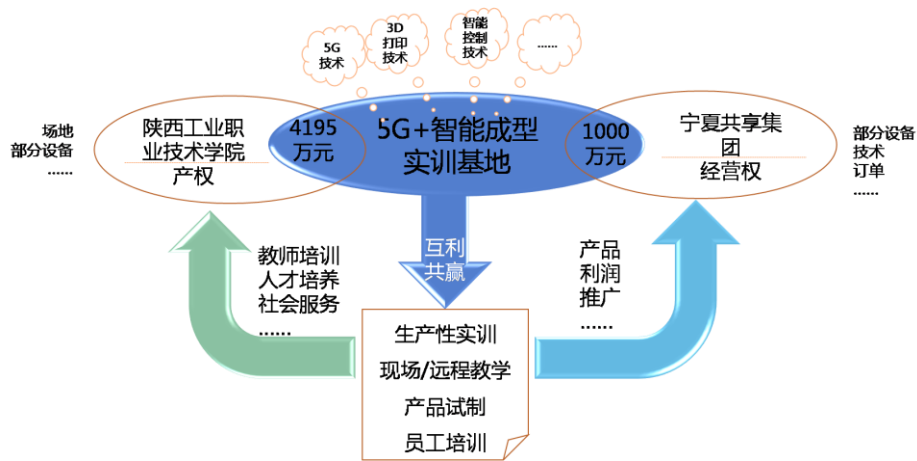 5G
技术
3D
打印
技术
智能
控制
技术
......
场地
部分设备
......
陕西工业职
业技术学院
产权
4195
万元
5G+智能成型
实训基地
1000
万元
宁夏共享集
团
经营权
部分设备
技术
订单
......
教师培训
人才培养
社会服务
......
互利
共赢
产品
利润
推广
......
生产性实训
现场/远程教学
产品试制
员工培训